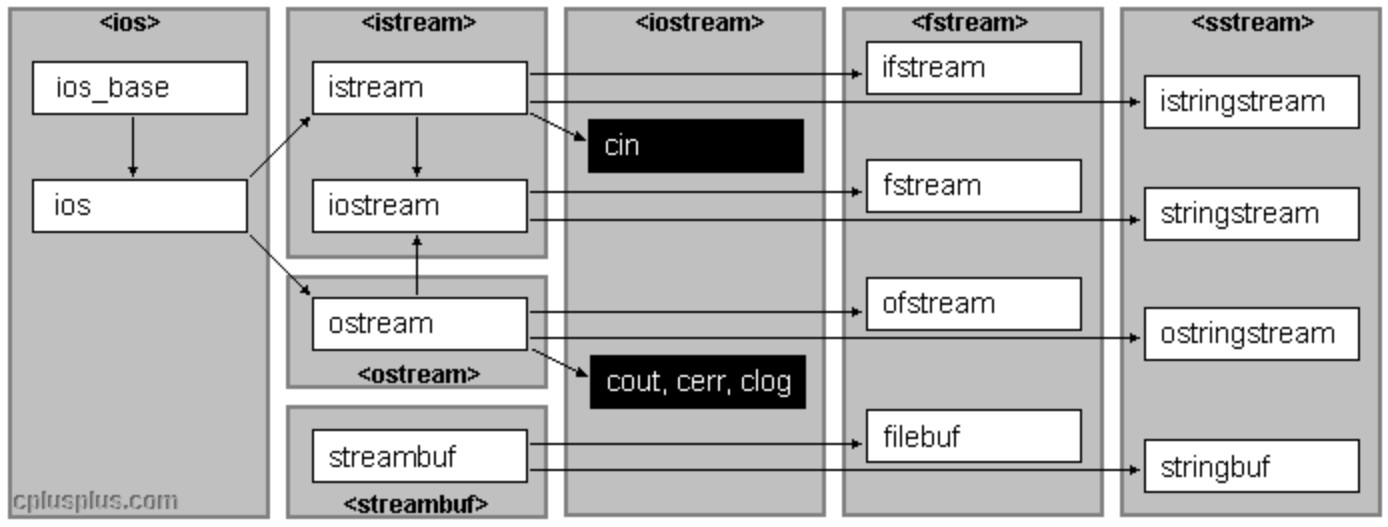 <ios>
ios_base
ios
cplusplus.com
<istream>
istream
iostream
ostream
<ostream>
streambuf
<streambuf>
<iostream>
cin
cout, cerr, clog
<fstream>
ifstream
fstream
ofstream
filebuf
<sstream>
istringstream
stringstream
ostringstream
stringbuf